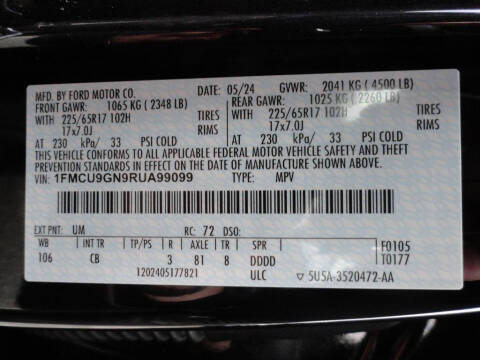 MFD. BY FORD MOTOR CO. DATE: 05/24 GVWR: 2041 KG ( 4500 LB)
FRONT GAWR: 1065 KG ( 2348 LB) REAR GAWR: 1025 KG ( 2260 LB)
WITH 225/65R17 102H TIRES WITH 225/65R17 102H TIRES
17x7.0J RIMS 17x7.0J RIMS
AT 230 kPa/ 33 PSI COLD AT 230 kPa/ 33 PSI COLD
THIS VEHICLE CONFORMS TO ALL APPLICABLE FEDERAL MOTOR VEHICLE SAFETY AND THEFT
PREVENTION STANDARDS IN EFFECT ON THE DATE OF MANUFACTURE SHOWN ABOVE.
VIN: 1FMCU9GN9RUA99099 TYPE: MPV
EXT PNT: UM RC: 72 DSO:
WB INT TR TP/PS R AXLE TR SPR F0105
106 CB 3 81 8 DDDD T0177
1202405177821 ULC ▽ 5U5A-3520472-AA